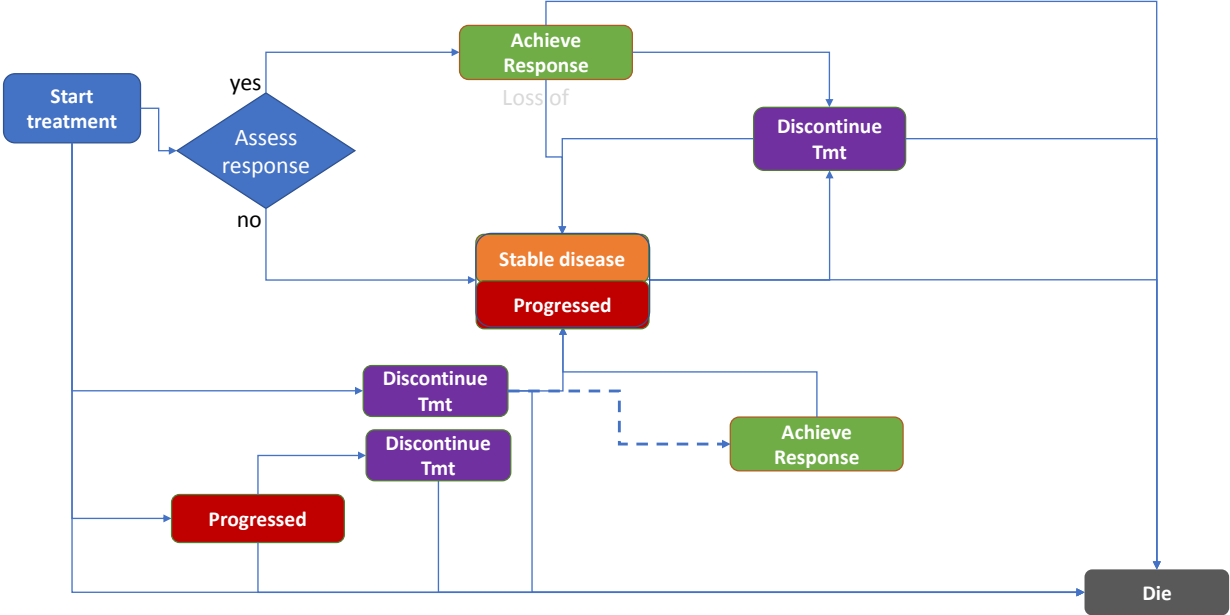 Achieve
Response
yes
Loss of
Start
treatment
Assess
response
Discontinue
Tmt
no
Stable disease
Progressed
Discontinue
Tmt
Achieve
Response
Discontinue
Tmt
Progressed
Die